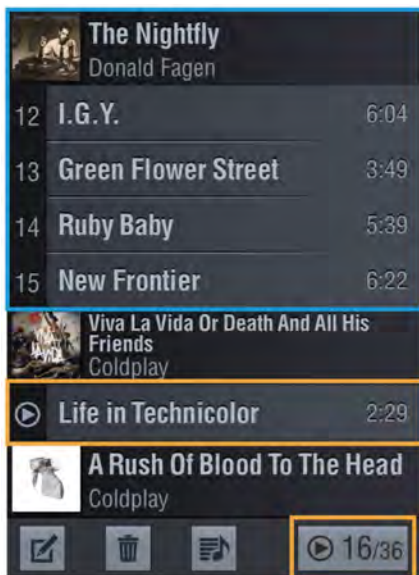 The Nightfly
Donald Fagen
12 I.G.Y. 6:04
13 Green Flower Street 3:49
14 Ruby Baby 5:39
15 New Frontier 6:22
Viva La Vida Or Death And All His
Friends
Coldplay
Life in Technicolor 2:29
A Rush Of Blood To The Head
Coldplay
16/36